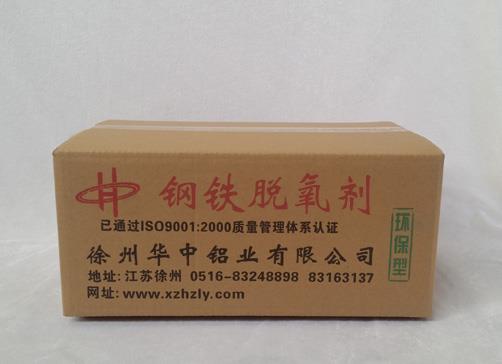 钢铁脱氧剂
已通过ISO9001:2000质量管理体系认证
徐州华中铝业有限公司
地址: 江苏徐州 0516-83248898 83163137
网址: www.xzhzly.com
环保型